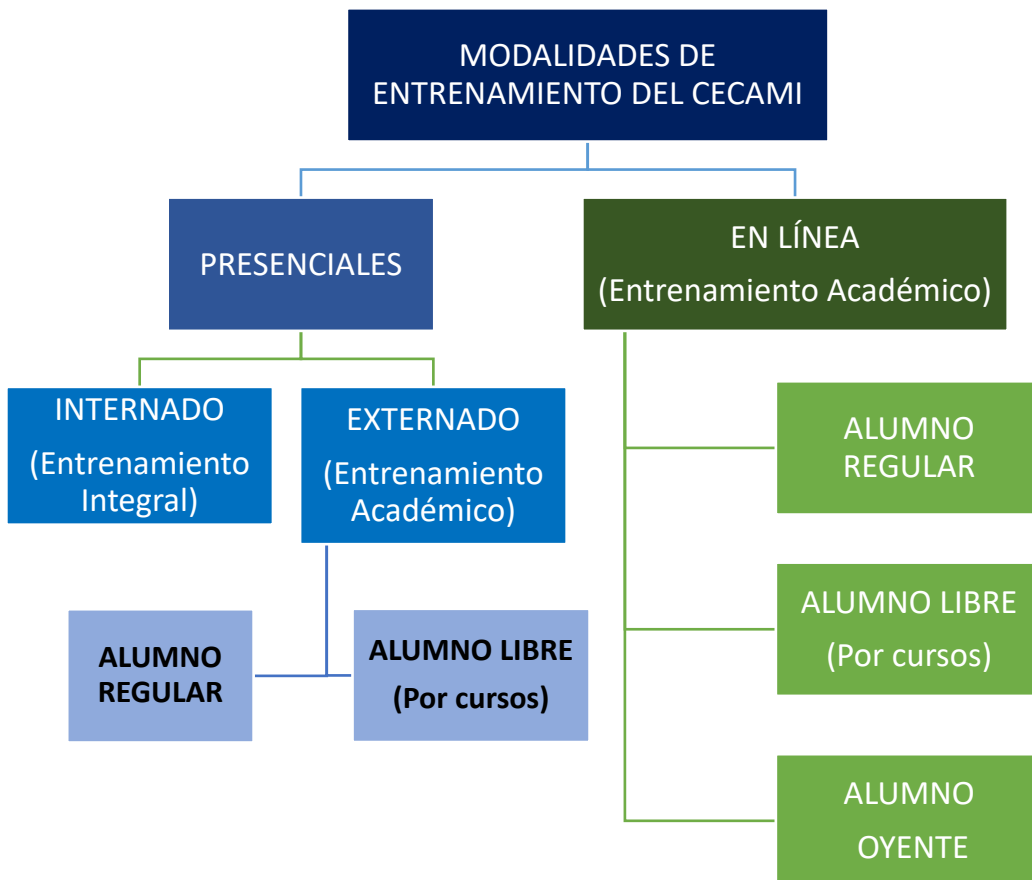 MODALIDADES DE
ENTRENAMIENTO DEL CECAMI
PRESENCIALES
EN LÍNEA
(Entrenamiento Académico)
INTERNADO
(Entrenamiento
Integral)
EXTERNADO
(Entrenamiento
Académico)
ALUMNO
REGULAR
ALUMNO LIBRE
(Por cursos)
ALUMNO
REGULAR
ALUMNO LIBRE
(Por cursos)
ALUMNO
OYENTE